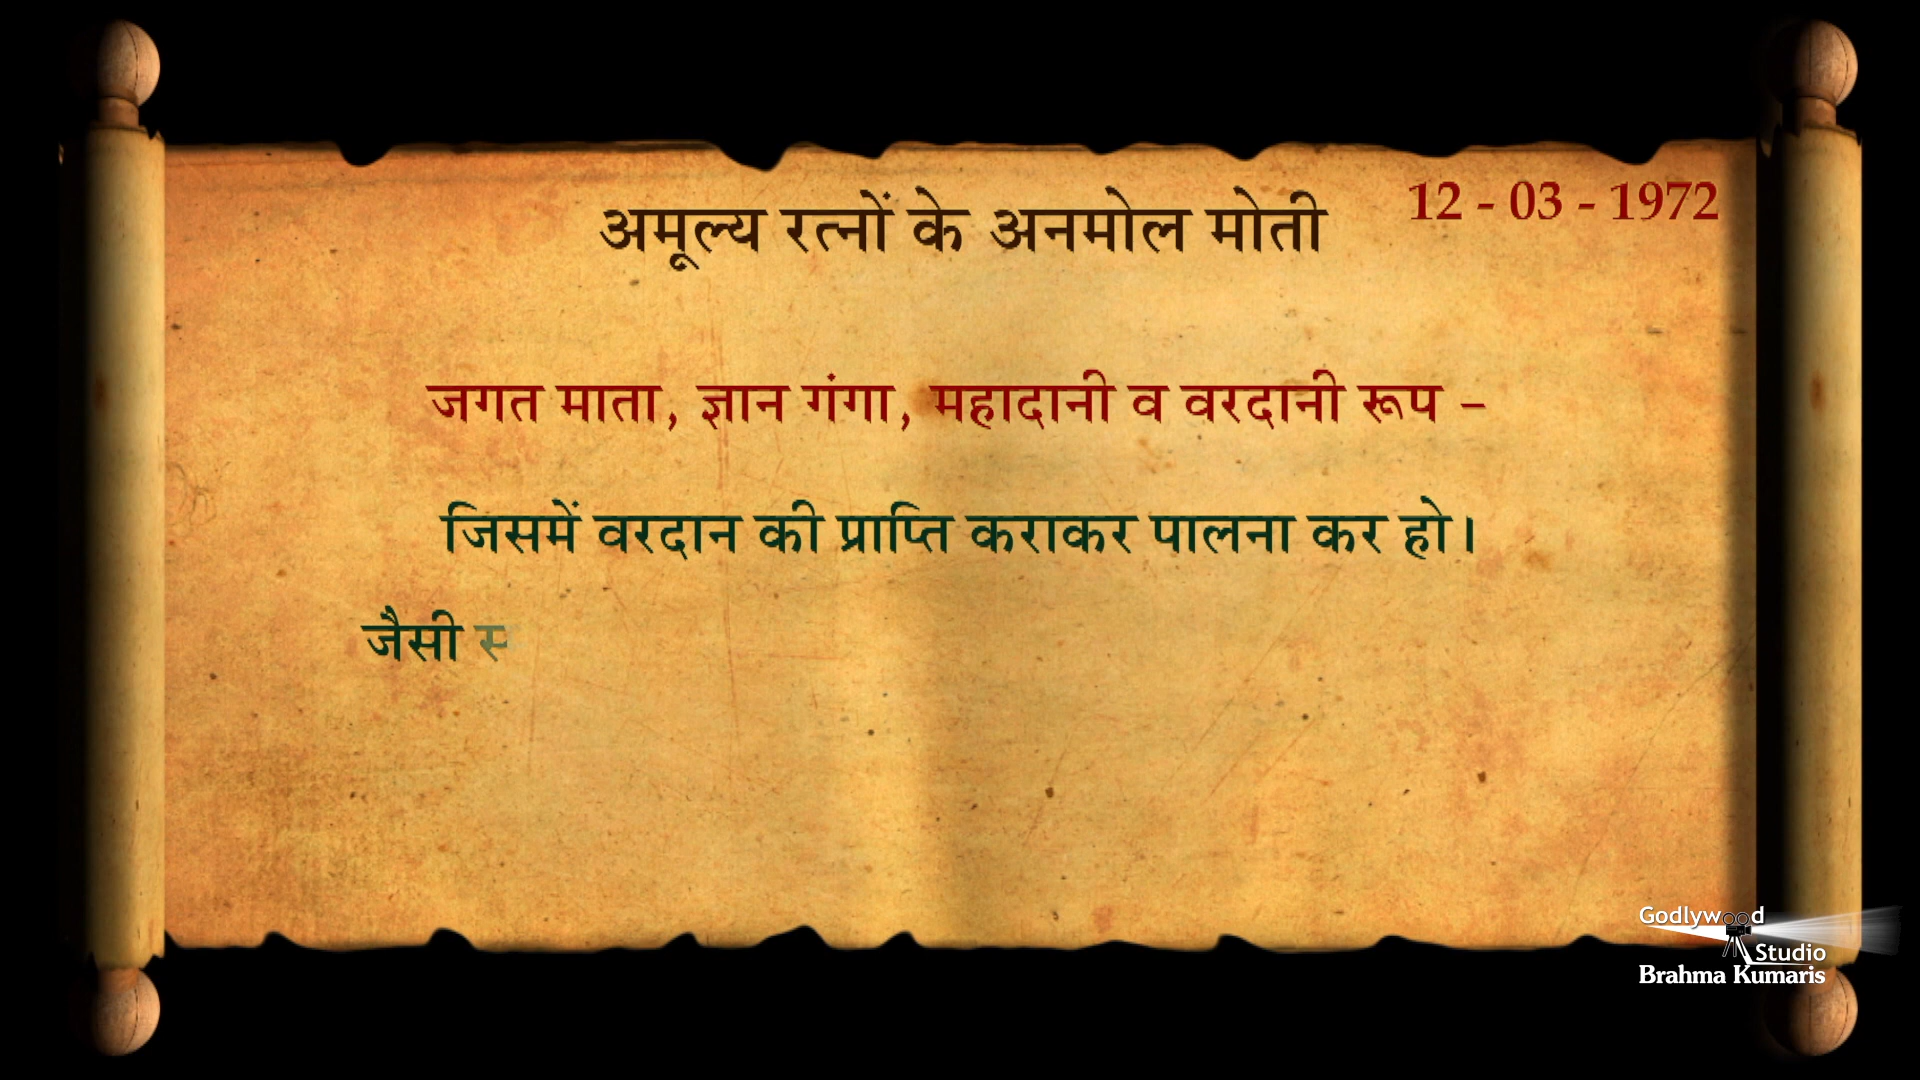 12 - 03 - 1972
अमूल्य रत्नों के अनमोल मोती
जगत माता, ज्ञान गंगा, महादानी व वरदानी रूप –
जिसमें वरदान की प्राप्ति कराकर पालना कर हो।
जैसी
Godlywood
Studio
Brahma Kumaris